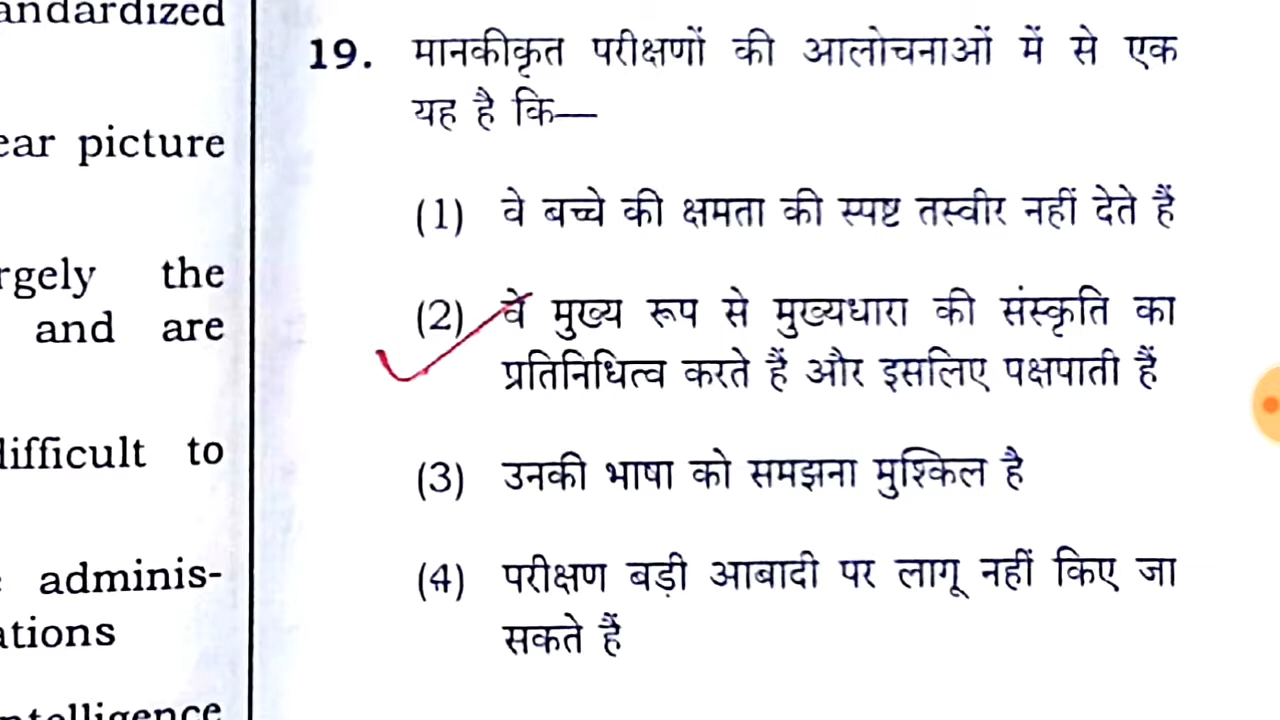 andardized
ear picture
rgely the
and are
difficult to
adminis-
ations
ntelligence
19. मानकीकृत परीक्षणों की आलोचनाओं में से एक
यह है कि—
(1) वे बच्चे की क्षमता की स्पष्ट तस्वीर नहीं देते हैं
(2) वे मुख्य रूप से मुख्यधारा की संस्कृति का
प्रतिनिधित्व करते हैं और इसलिए पक्षपाती हैं
(3) उनकी भाषा को समझना मुश्किल है
(4) परीक्षण बड़ी आबादी पर लागू नहीं किए जा
सकते हैं